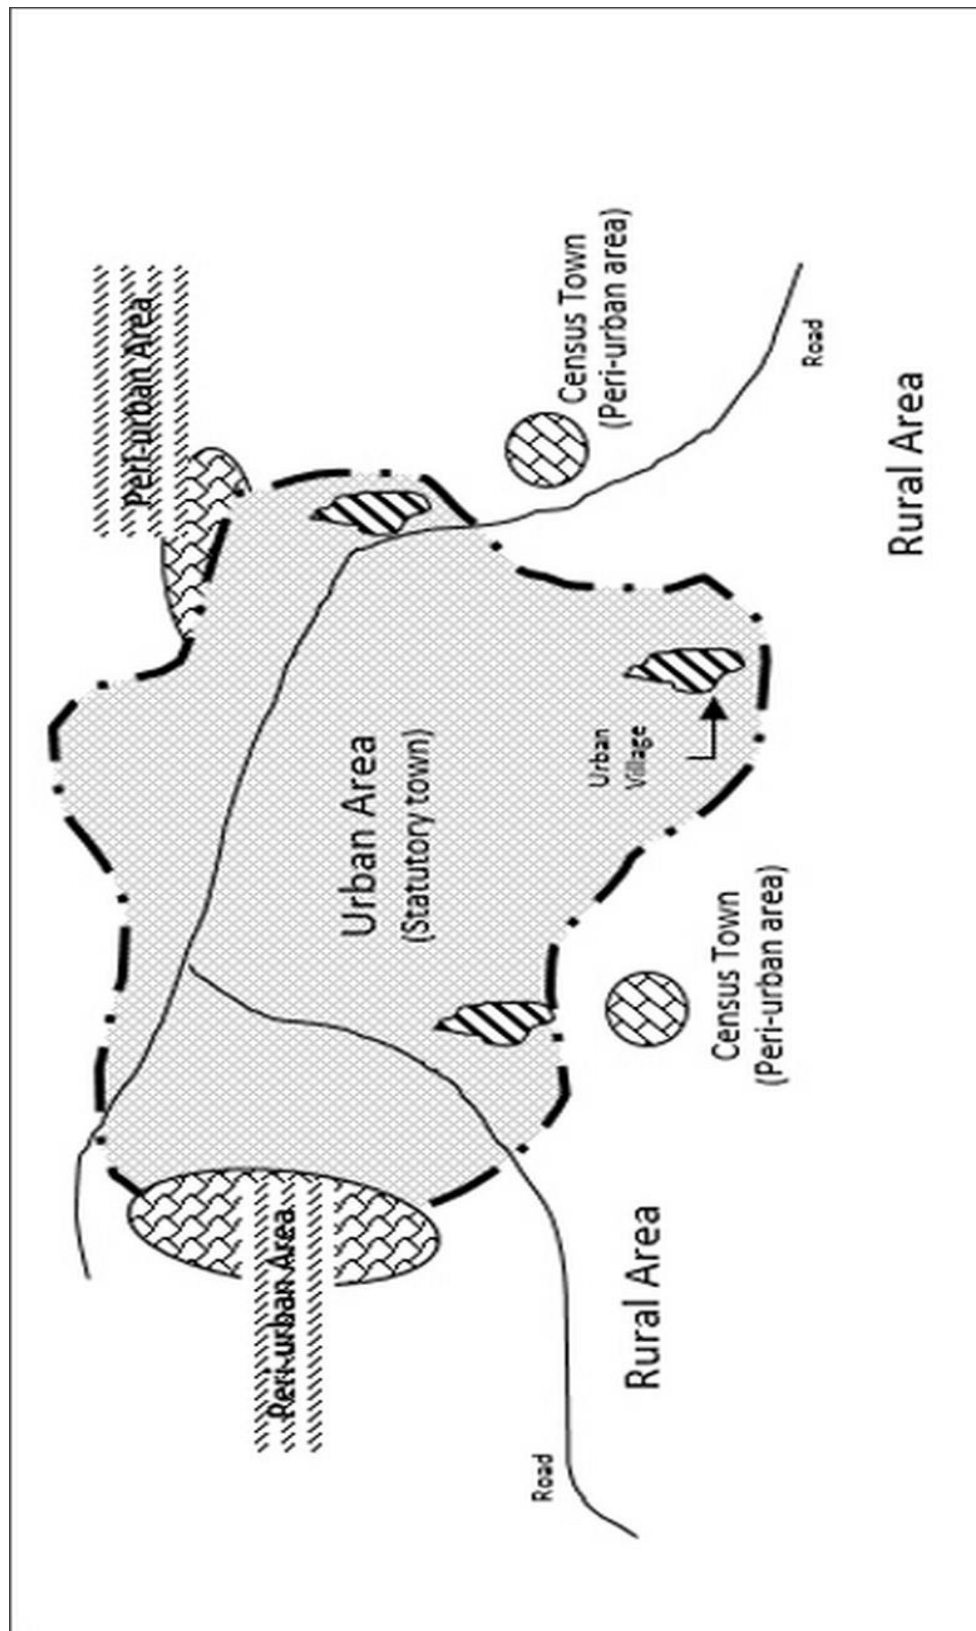 Peri-urban Area
Urban Area
(Statutory town)
Peri-urban Area
Census Town
(Peri-urban area)
Urban
Village
Road
Road
Rural Area
Census Town
(Peri-urban area)
Rural Area